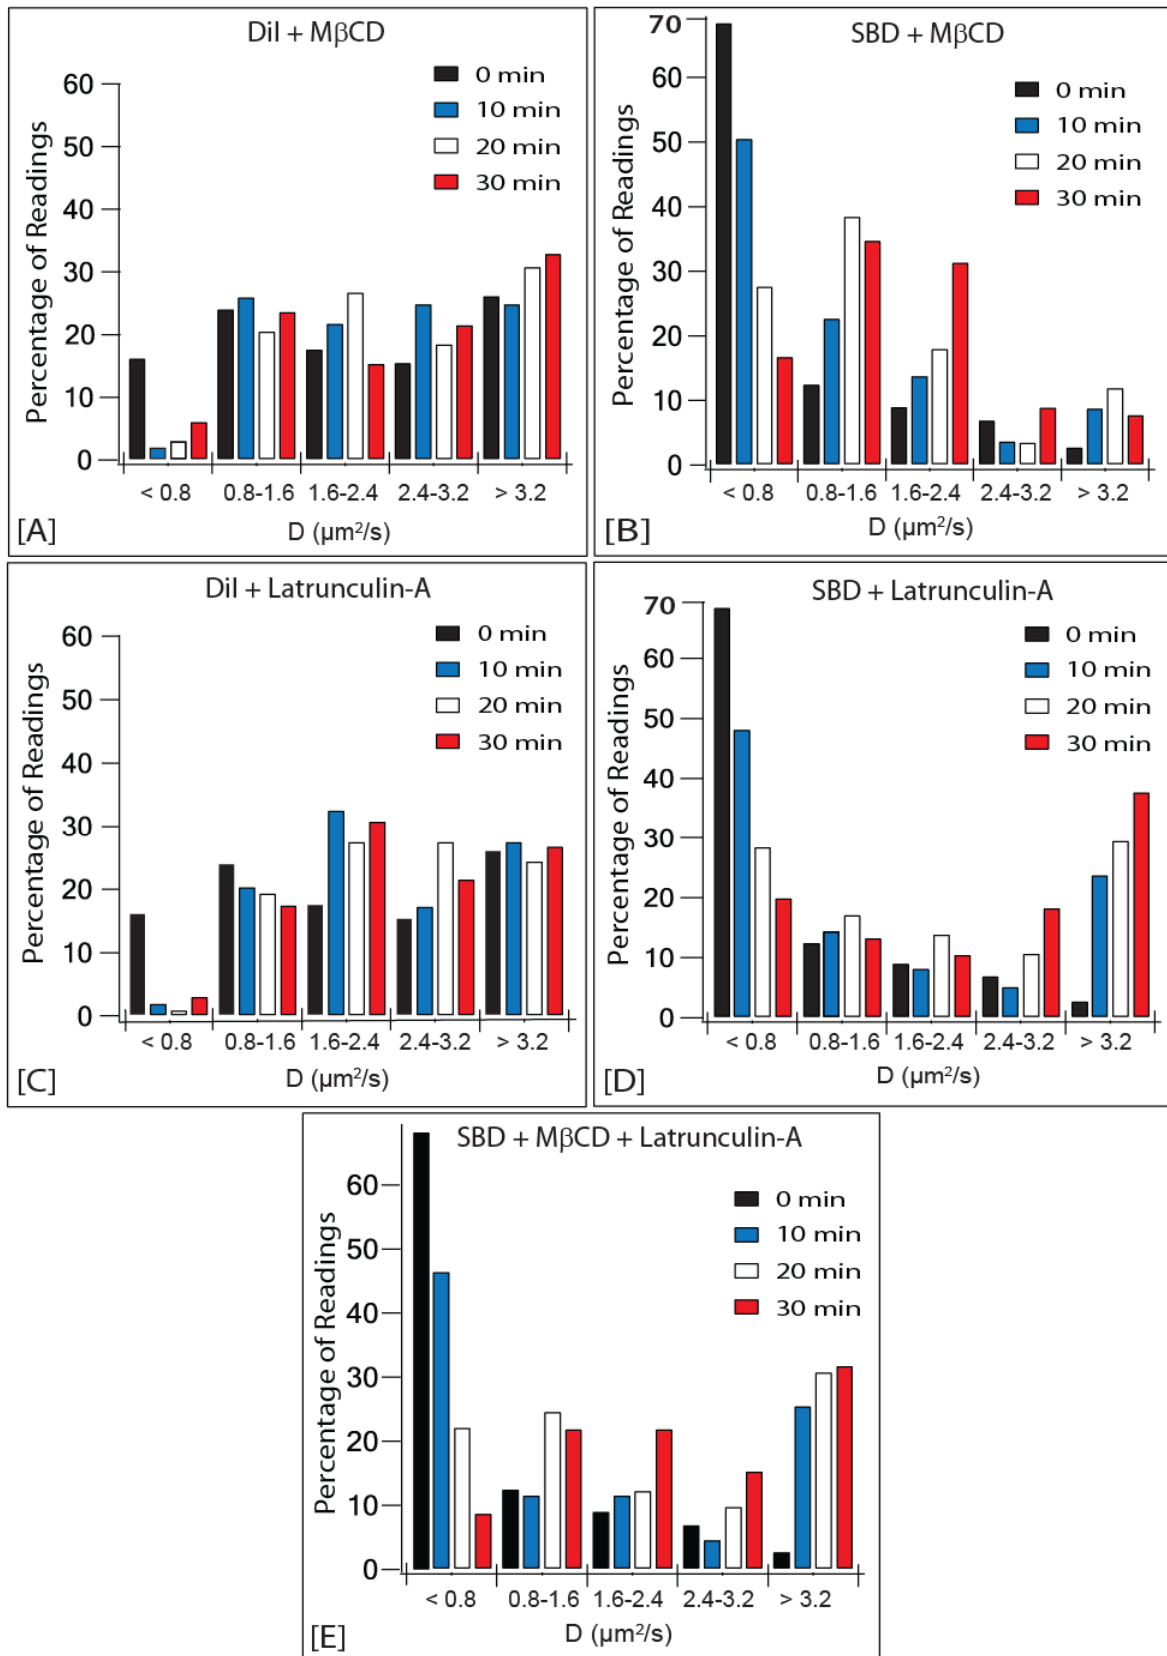 DiI + MβCD
0 min
10 min
20 min
30 min
Percentage of Readings
60
50
40
30
20
10
0
< 0.8
0.8-1.6
1.6-2.4
2.4-3.2
> 3.2
D (µm²/s)
[A]
SBD + MβCD
0 min
10 min
20 min
30 min
Percentage of Readings
70
60
50
40
30
20
10
0
< 0.8
0.8-1.6
1.6-2.4
2.4-3.2
> 3.2
D (µm²/s)
[B]
DiI + Latrunculin-A
0 min
10 min
20 min
30 min
Percentage of Readings
60
50
40
30
20
10
0
< 0.8
0.8-1.6
1.6-2.4
2.4-3.2
> 3.2
D (µm²/s)
[C]
SBD + Latrunculin-A
0 min
10 min
20 min
30 min
Percentage of Readings
70
60
50
40
30
20
10
0
< 0.8
0.8-1.6
1.6-2.4
2.4-3.2
> 3.2
D (µm²/s)
[D]
SBD + MβCD + Latrunculin-A
0 min
10 min
20 min
30 min
Percentage of Readings
60
50
40
30
20
10
0
< 0.8
0.8-1.6
1.6-2.4
2.4-3.2
> 3.2
D (µm²/s)
[E]